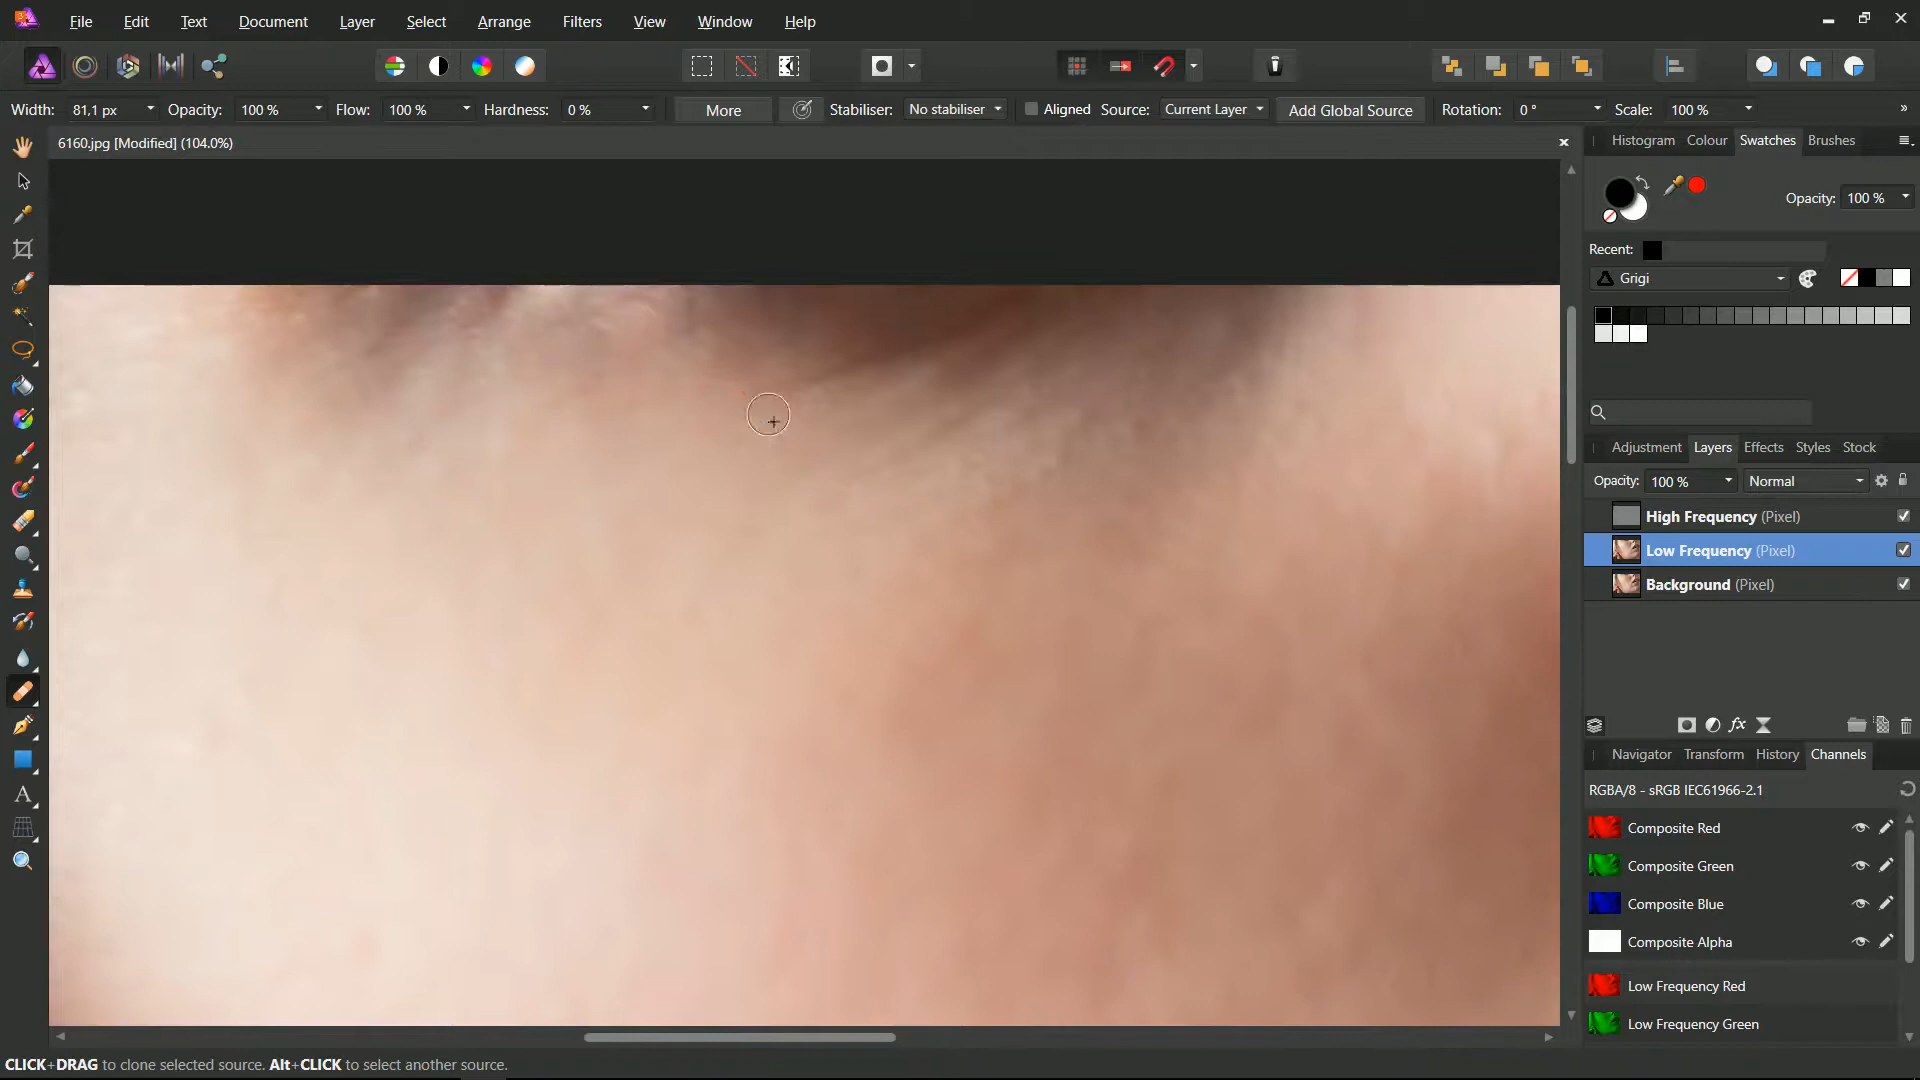 File Edit Text Document Layer Select Arrange Filters View Window Help
Width: 81,1 px Opacity: 100 % Flow: 100 % Hardness: 0 % More Stabiliser: No stabiliser Aligned Source: Current Layer Add Global Source Rotation: 0 ° Scale: 100 % »
6160.jpg [Modified] (104.0%)
Histogram Colour Swatches Brushes
Opacity: 100 %
Recent:
Grigi
Adjustment Layers Effects Styles Stock
Opacity: 100 % Normal
High Frequency (Pixel)
Low Frequency (Pixel)
Background (Pixel)
Navigator Transform History Channels
RGBA/8 - sRGB IEC61966-2.1
Composite Red
Composite Green
Composite Blue
Composite Alpha
Low Frequency Red
Low Frequency Green
CLICK+DRAG to clone selected source. Alt+CLICK to select another source.